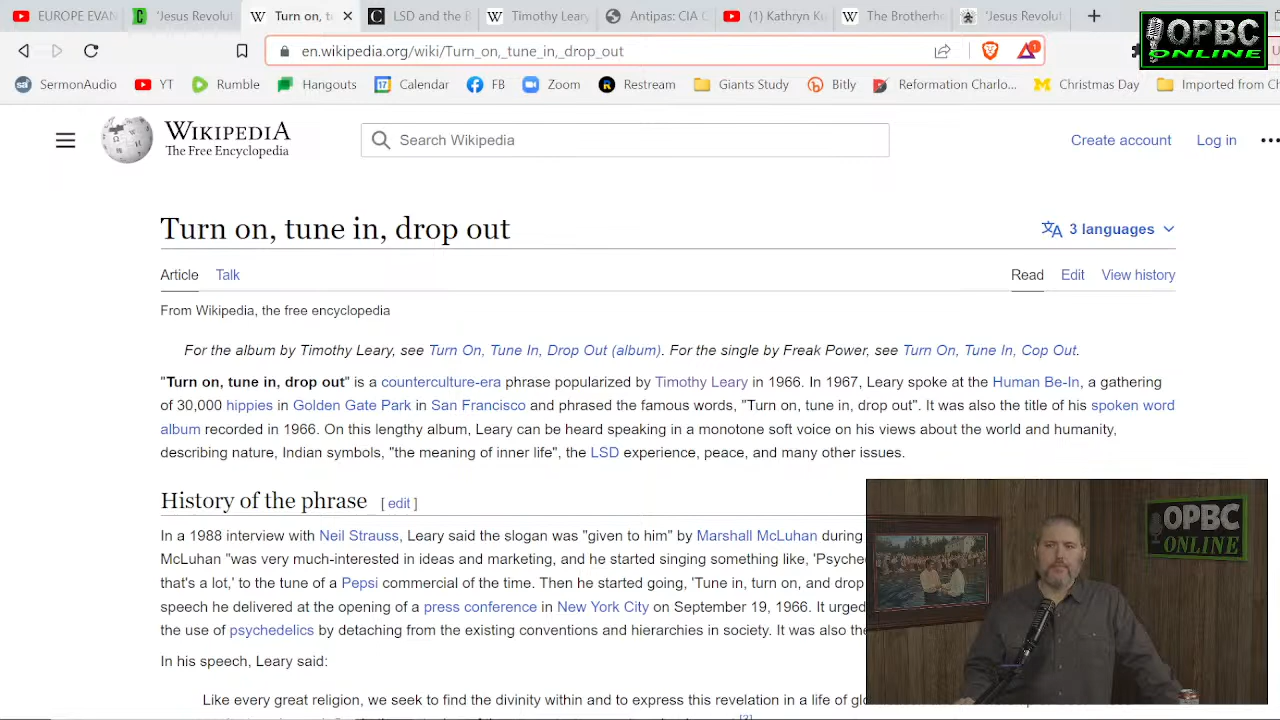 EUROPE EVAN
'Jesus Revolut
Turn on, t
LSD and the
Timothy Leary
Antipas: CIA C
(1) Kathryn K
The Brotherh
'Jesus Revolut
en.wikipedia.org/wiki/Turn_on,_tune_in,_drop_out
1
OPBC
ONLINE
SermonAudio
YT
Rumble
Hangouts
17 Calendar
FB
Zoom
Restream
Giants Study
Bitly
Reformation Charlo...
Christmas Day
Imported from Ch
WIKIPEDIA
The Free Encyclopedia
Search Wikipedia
Create account
Log in
Turn on, tune in, drop out
3 languages
Article
Talk
Read
Edit
View history
From Wikipedia, the free encyclopedia
For the album by Timothy Leary, see Turn On, Tune In, Drop Out (album). For the single by Freak Power, see Turn On, Tune In, Cop Out.
"Turn on, tune in, drop out" is a counterculture-era phrase popularized by Timothy Leary in 1966. In 1967, Leary spoke at the Human Be-In, a gathering
of 30,000 hippies in Golden Gate Park in San Francisco and phrased the famous words, "Turn on, tune in, drop out". It was also the title of his spoken word
album recorded in 1966. On this lengthy album, Leary can be heard speaking in a monotone soft voice on his views about the world and humanity,
describing nature, Indian symbols, "the meaning of inner life", the LSD experience, peace, and many other issues.
History of the phrase [ edit ]
In a 1988 interview with Neil Strauss, Leary said the slogan was "given to him" by Marshall McLuhan during
McLuhan "was very much interested in ideas and marketing, and he started singing something like, 'Psyche
that's a lot,' to the tune of a Pepsi commercial of the time. Then he started going, 'Tune in, turn on, and drop
speech he delivered at the opening of a press conference in New York City on September 19, 1966. It urged
the use of psychedelics by detaching from the existing conventions and hierarchies in society. It was also the
In his speech, Leary said:
Like every great religion, we seek to find the divinity within and to express this revelation in a life of glo
[3]
OPBC
ONLINE